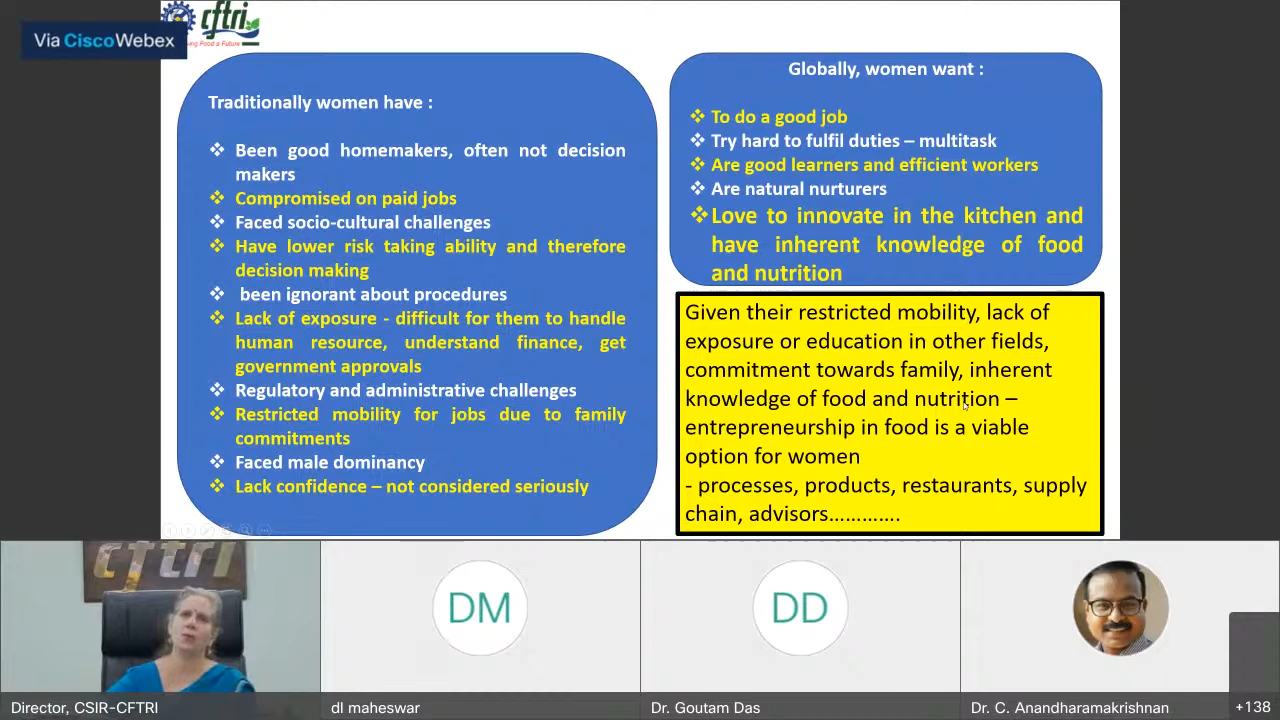 Via Cisco Webex
cftri
Traditionally women have :
❖ Been good homemakers, often not decision
makers
❖ Compromised on paid jobs
❖ Faced socio-cultural challenges
❖ Have lower risk taking ability and therefore
decision making
❖ been ignorant about procedures
❖ Lack of exposure - difficult for them to handle
human resource, understand finance, get
government approvals
❖ Regulatory and administrative challenges
❖ Restricted mobility for jobs due to family
commitments
❖ Faced male dominancy
❖ Lack confidence – not considered seriously
Globally, women want :
❖ To do a good job
❖ Try hard to fulfil duties – multitask
❖ Are good learners and efficient workers
❖ Are natural nurturers
❖Love to innovate in the kitchen and
have inherent knowledge of food
and nutrition
Given their restricted mobility, lack of
exposure or education in other fields,
commitment towards family, inherent
knowledge of food and nutrition –
entrepreneurship in food is a viable
option for women
- processes, products, restaurants, supply
chain, advisors………….
cftri
DM
DD
Director, CSIR-CFTRI
dl maheswar
Dr. Goutam Das
Dr. C. Anandharamakrishnan
+138